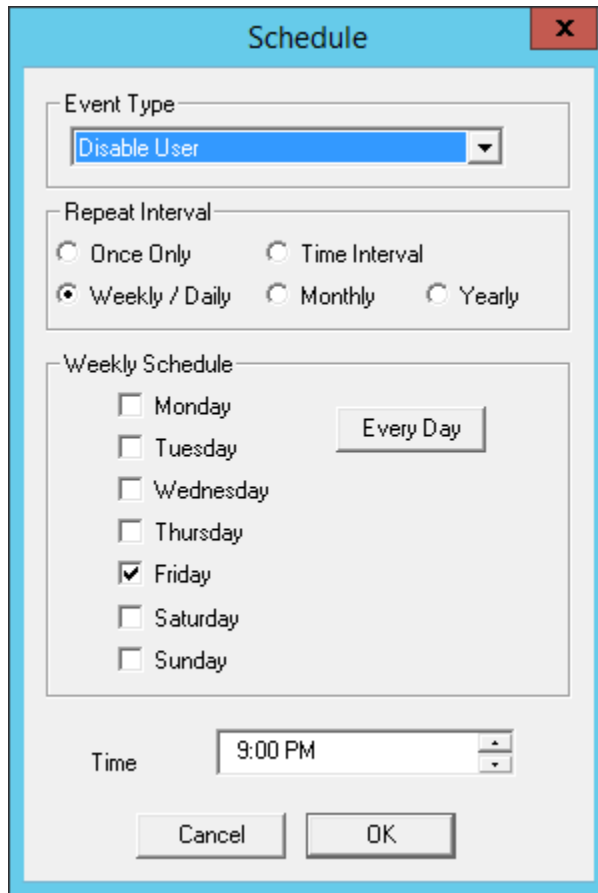 Schedule
x
Event Type
Disable User
Repeat Interval
Once Only
Time Interval
Weekly / Daily
Monthly
Yearly
Weekly Schedule
Monday
Every Day
Tuesday
Wednesday
Thursday
Friday
Saturday
Sunday
Time
9:00 PM
Cancel
OK